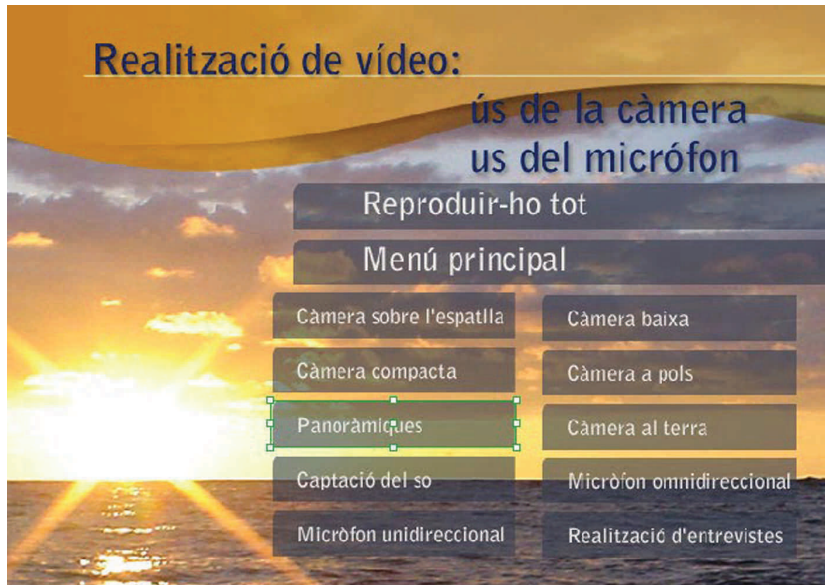 Realització de vídeo:
ús de la càmera
us del micrófon
Reproduir-ho tot
Menú principal
Càmera sobre l'espatlla
Càmera baixa
Càmera compacta
Càmera a pols
Panoràmiques
Càmera al terra
Captació del so
Micròfon omnidireccional
Micròfon unidireccional
Realització d'entrevistes